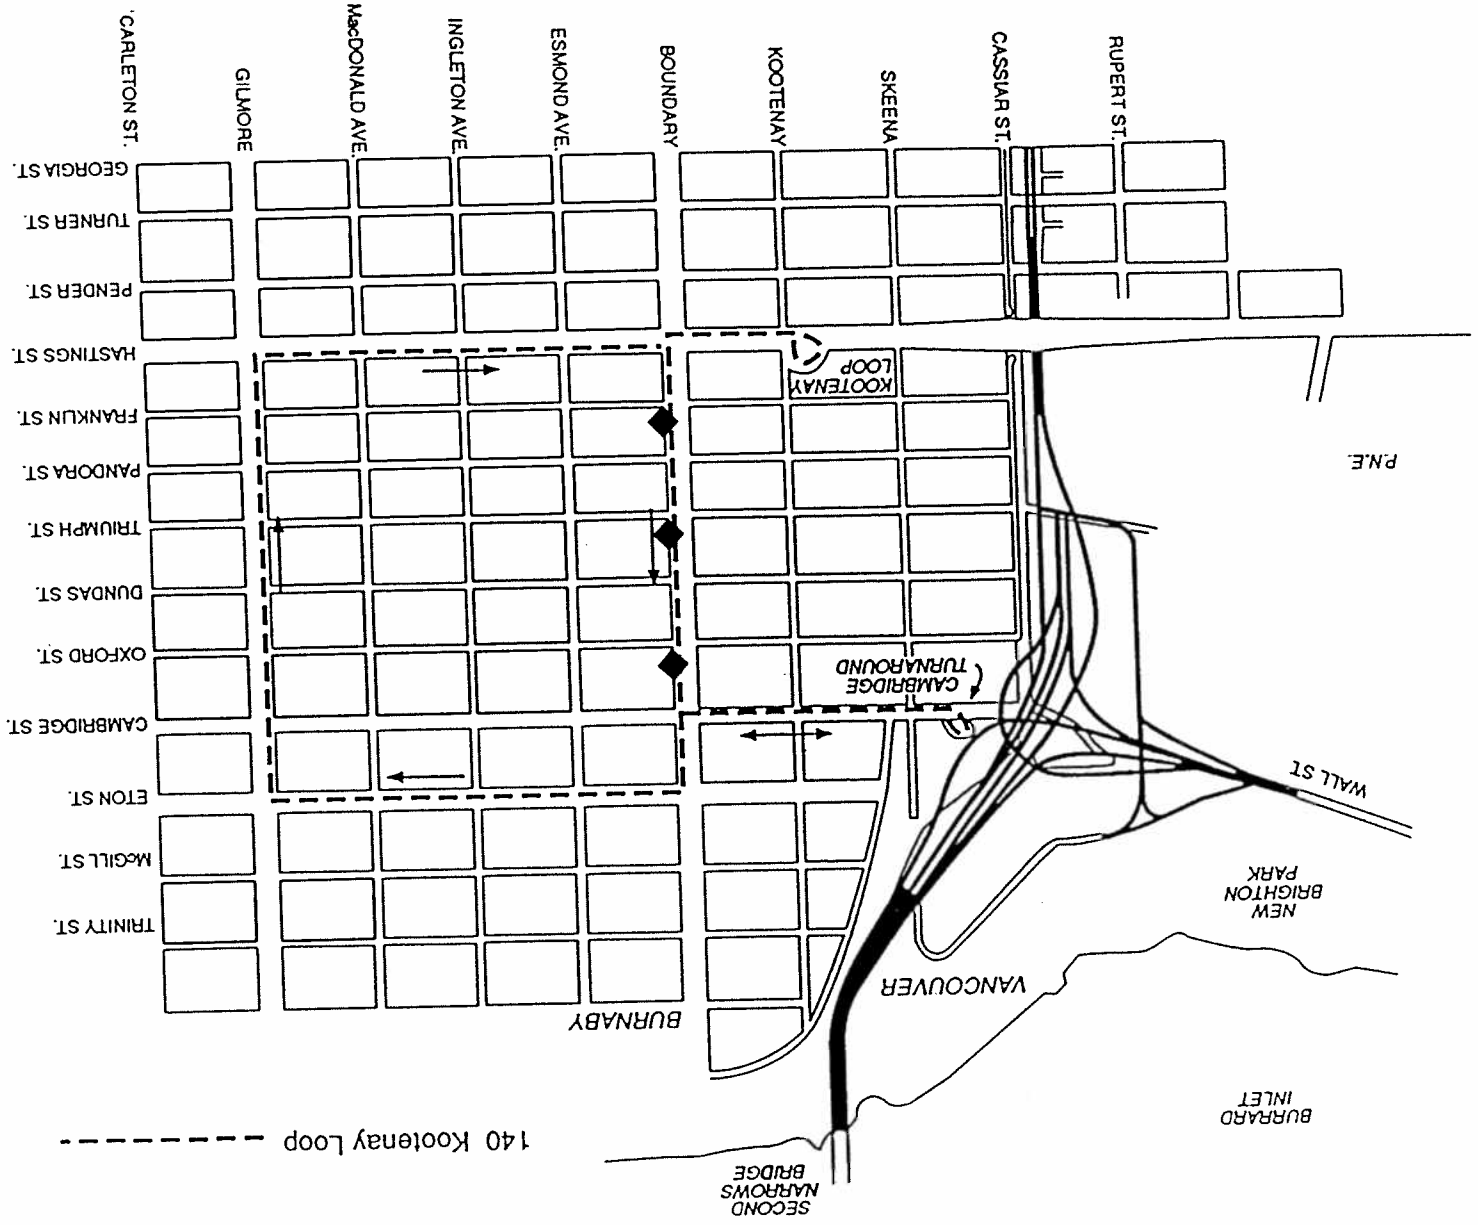 SECOND
NARROWS
BRIDGE
140 Kootenay Loop
BURRARD
INLET
BURNABY
VANCOUVER
NEW
BRIGHTON
PARK
WALL ST.
P.N.E.
TRINITY ST.
McGILL ST.
ETON ST.
CAMBRIDGE ST.
OXFORD ST.
DUNDAS ST.
TRIUMPH ST.
PANDORA ST.
FRANKLIN ST.
HASTINGS ST.
PENDER ST.
TURNER ST.
GEORGIA ST.
CAMBRIDGE
TURNAROUND
KOOTENAY
LOOP
RUPERT ST.
CASSIAR ST.
SKEENA
KOOTENAY
BOUNDARY
ESMOND AVE.
INGLETON AVE.
MacDONALD AVE.
GILMORE
'CARLETON ST.